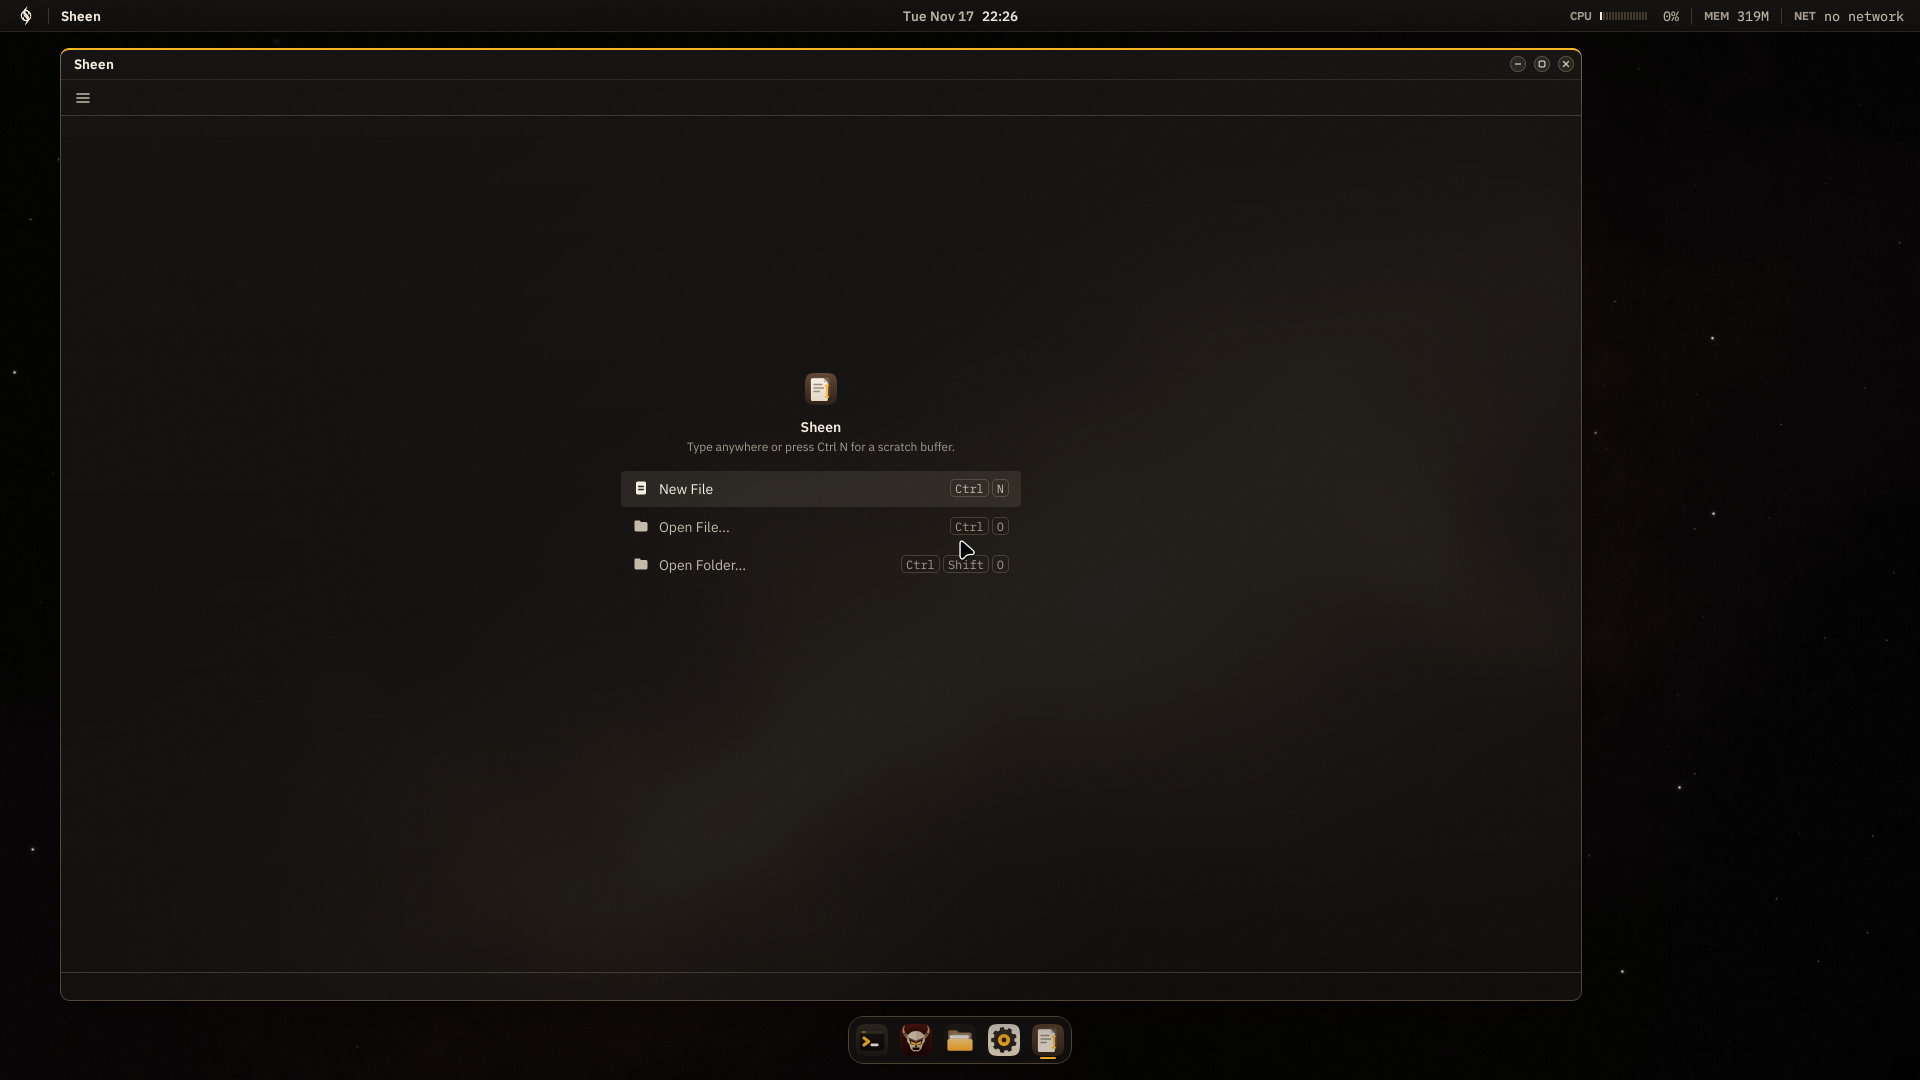 Sheen
Tue Nov 17 22:26
CPU 0% MEM 319M NET no network
Sheen
Sheen
Type anywhere or press Ctrl N for a scratch buffer.
New File Ctrl N
Open File... Ctrl O
Open Folder... Ctrl Shift O